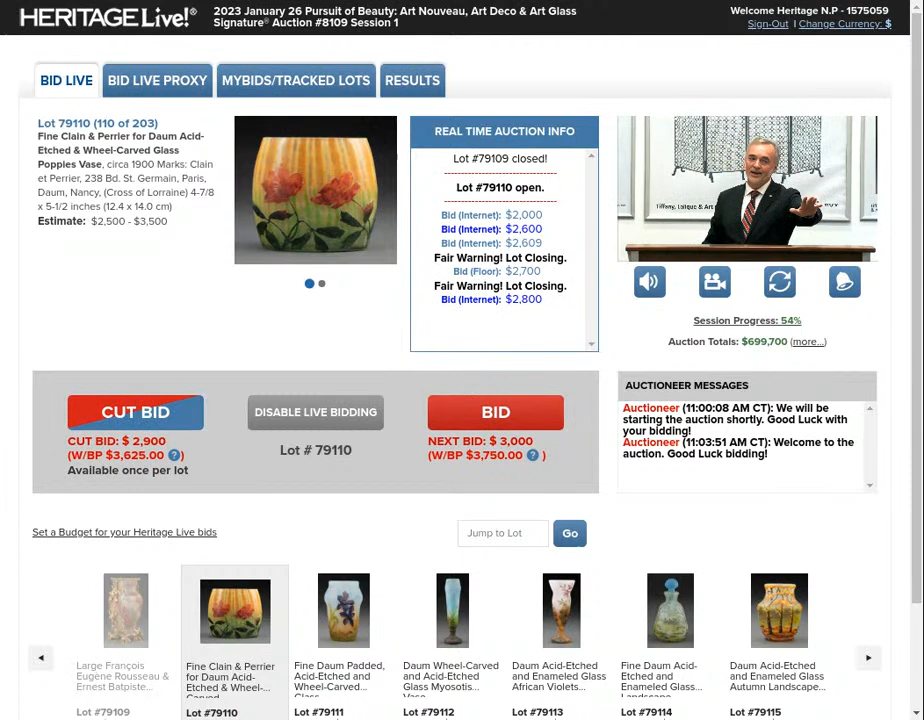 HERITAGE Live!®
2023 January 26 Pursuit of Beauty: Art Nouveau, Art Deco & Art Glass
Signature® Auction #8109 Session 1
Welcome Heritage N.P - 1575059
Sign-Out | Change Currency: $
BID LIVE
BID LIVE PROXY
MYBIDS/TRACKED LOTS
RESULTS
Lot 79110 (110 of 203)
Fine Clain & Perrier for Daum Acid-
Etched & Wheel-Carved Glass
Poppies Vase, circa 1900 Marks: Clain
et Perrier, 238 Bd. St. Germain, Paris,
Daum, Nancy, (Cross of Lorraine) 4-7/8
x 5-1/2 inches (12.4 x 14.0 cm)
Estimate: $2,500 - $3,500
REAL TIME AUCTION INFO
Lot #79109 closed!
Lot #79110 open.
Bid (Internet): $2,000
Bid (Internet): $2,600
Bid (Internet): $2,609
Fair Warning! Lot Closing.
Bid (Floor): $2,700
Fair Warning! Lot Closing.
Bid (Internet): $2,800
Tiffany, Lalique & Art
Session Progress: 54%
Auction Totals: $699,700 (more...)
CUT BID
CUT BID: $ 2,900
(W/BP $3,625.00 ?)
Available once per lot
DISABLE LIVE BIDDING
Lot # 79110
BID
NEXT BID: $ 3,000
(W/BP $3,750.00 ? )
AUCTIONEER MESSAGES
Auctioneer (11:00:08 AM CT): We will be
starting the auction shortly. Good Luck with
your bidding!
Auctioneer (11:03:51 AM CT): Welcome to the
auction. Good Luck bidding!
Set a Budget for your Heritage Live bids
Jump to Lot
Go
Large François
Eugène Rousseau &
Ernest Batpiste...
Lot #79109
Fine Clain & Perrier
for Daum Acid-
Etched & Wheel-...
Carved
Lot #79110
Fine Daum Padded,
Acid-Etched and
Wheel-Carved...
Glass
Lot #79111
Daum Wheel-Carved
and Acid-Etched
Glass Myosotis...
Vase
Lot #79112
Daum Acid-Etched
and Enameled Glass
African Violets...
Lot #79113
Fine Daum Acid-
Etched and
Enameled Glass...
Landscape
Lot #79114
Daum Acid-Etched
and Enameled Glass
Autumn Landscape...
Lot #79115